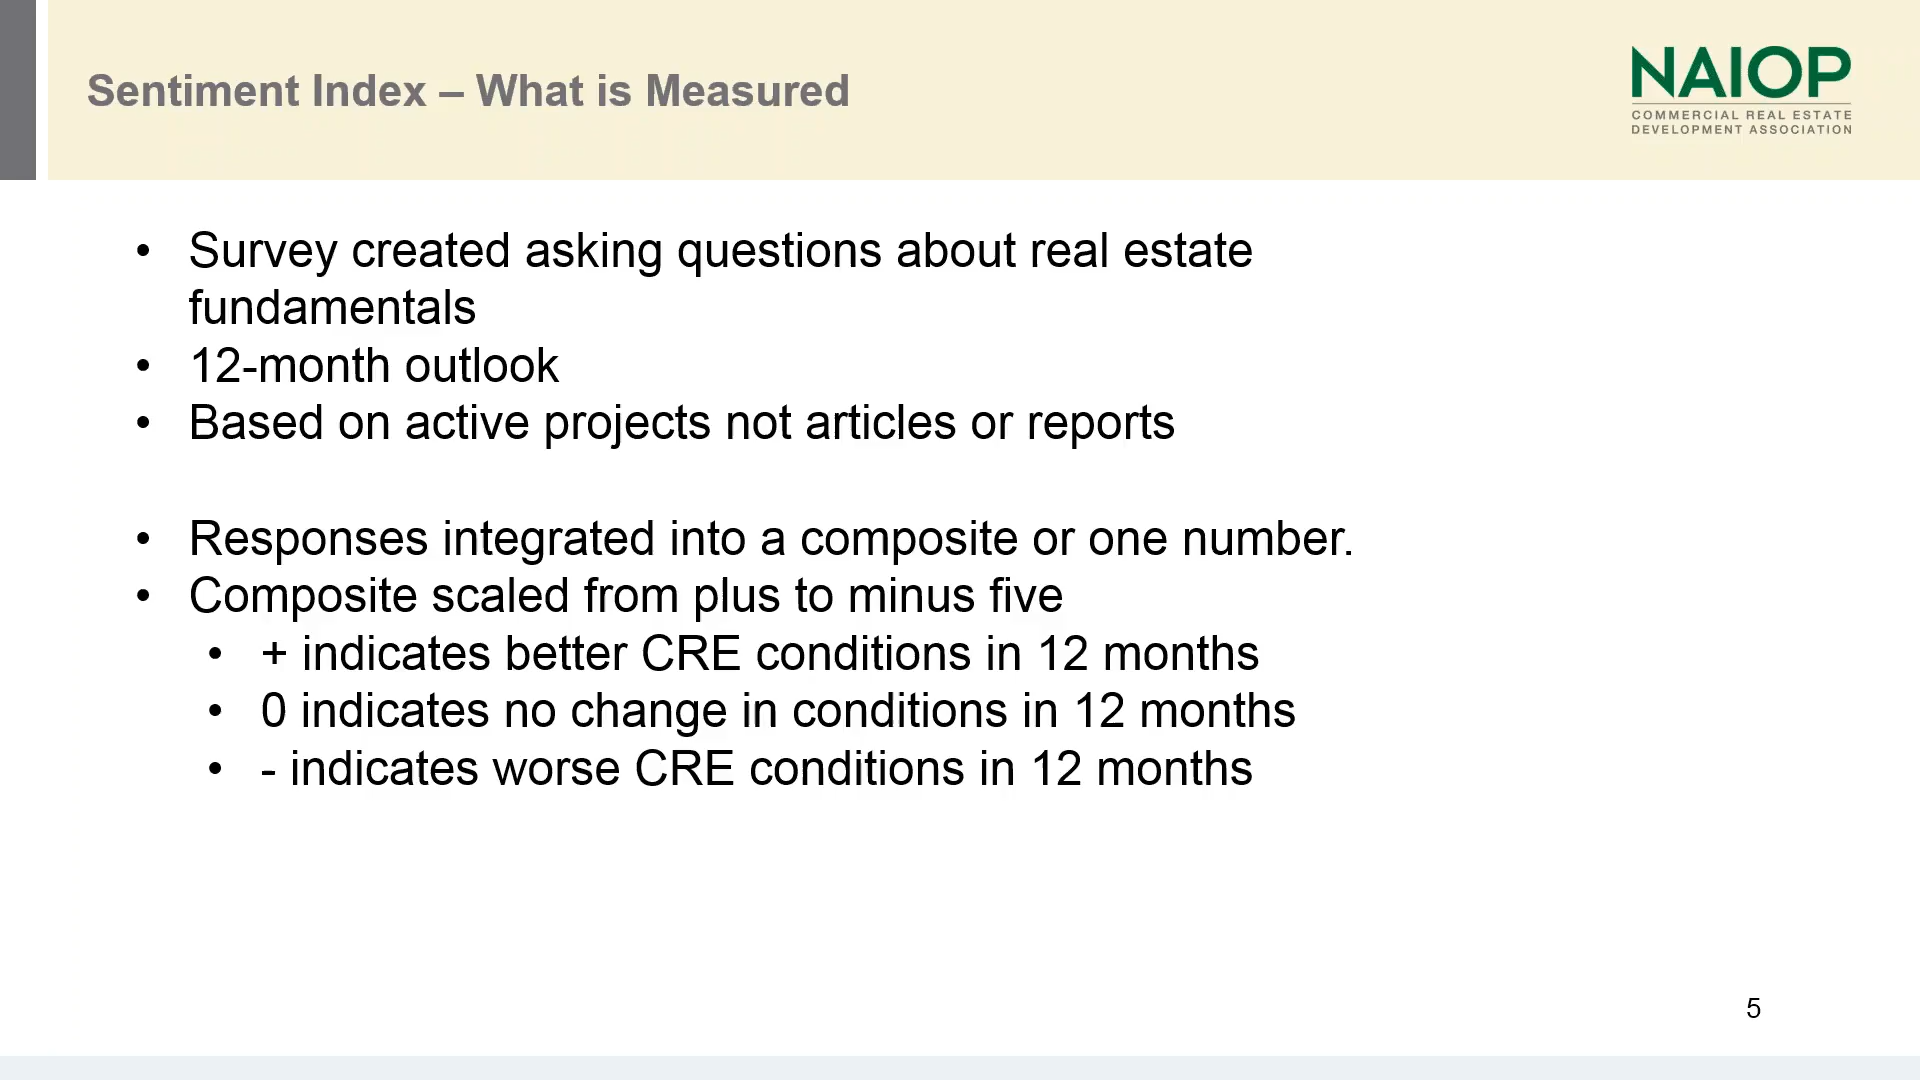 Sentiment Index – What is Measured
NAIOP
COMMERCIAL REAL ESTATE
DEVELOPMENT ASSOCIATION
• Survey created asking questions about real estate
fundamentals
• 12-month outlook
• Based on active projects not articles or reports
• Responses integrated into a composite or one number.
• Composite scaled from plus to minus five
• + indicates better CRE conditions in 12 months
• 0 indicates no change in conditions in 12 months
• - indicates worse CRE conditions in 12 months
5